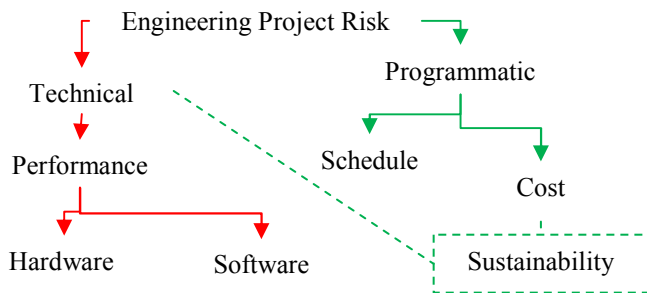 Engineering Project Risk
Programmatic
Technical
Schedule
Performance
Cost
Hardware
Software
Sustainability